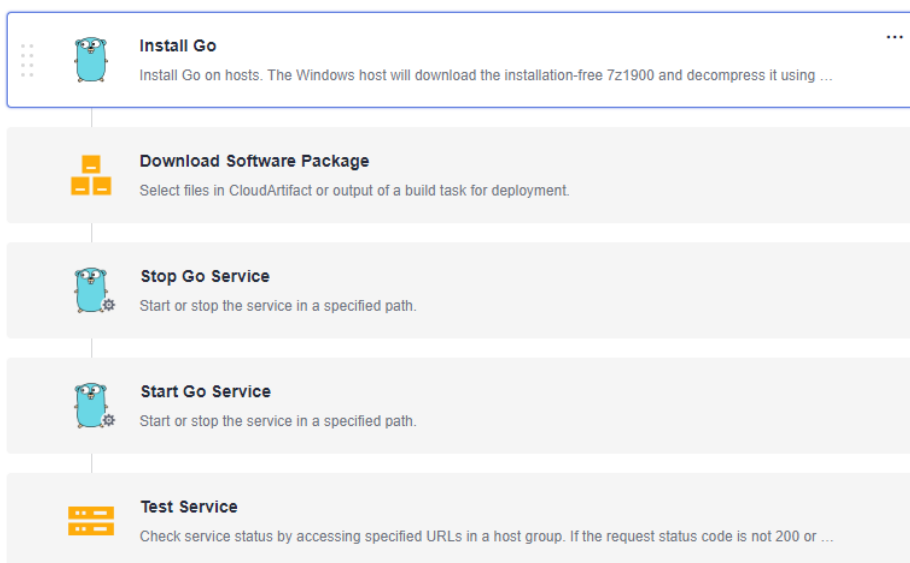 Install Go
Install Go on hosts. The Windows host will download the installation-free 7z1900 and decompress it using ...
Download Software Package
Select files in CloudArtifact or output of a build task for deployment.
Stop Go Service
Start or stop the service in a specified path.
Start Go Service
Start or stop the service in a specified path.
Test Service
Check service status by accessing specified URLs in a host group. If the request status code is not 200 or ...